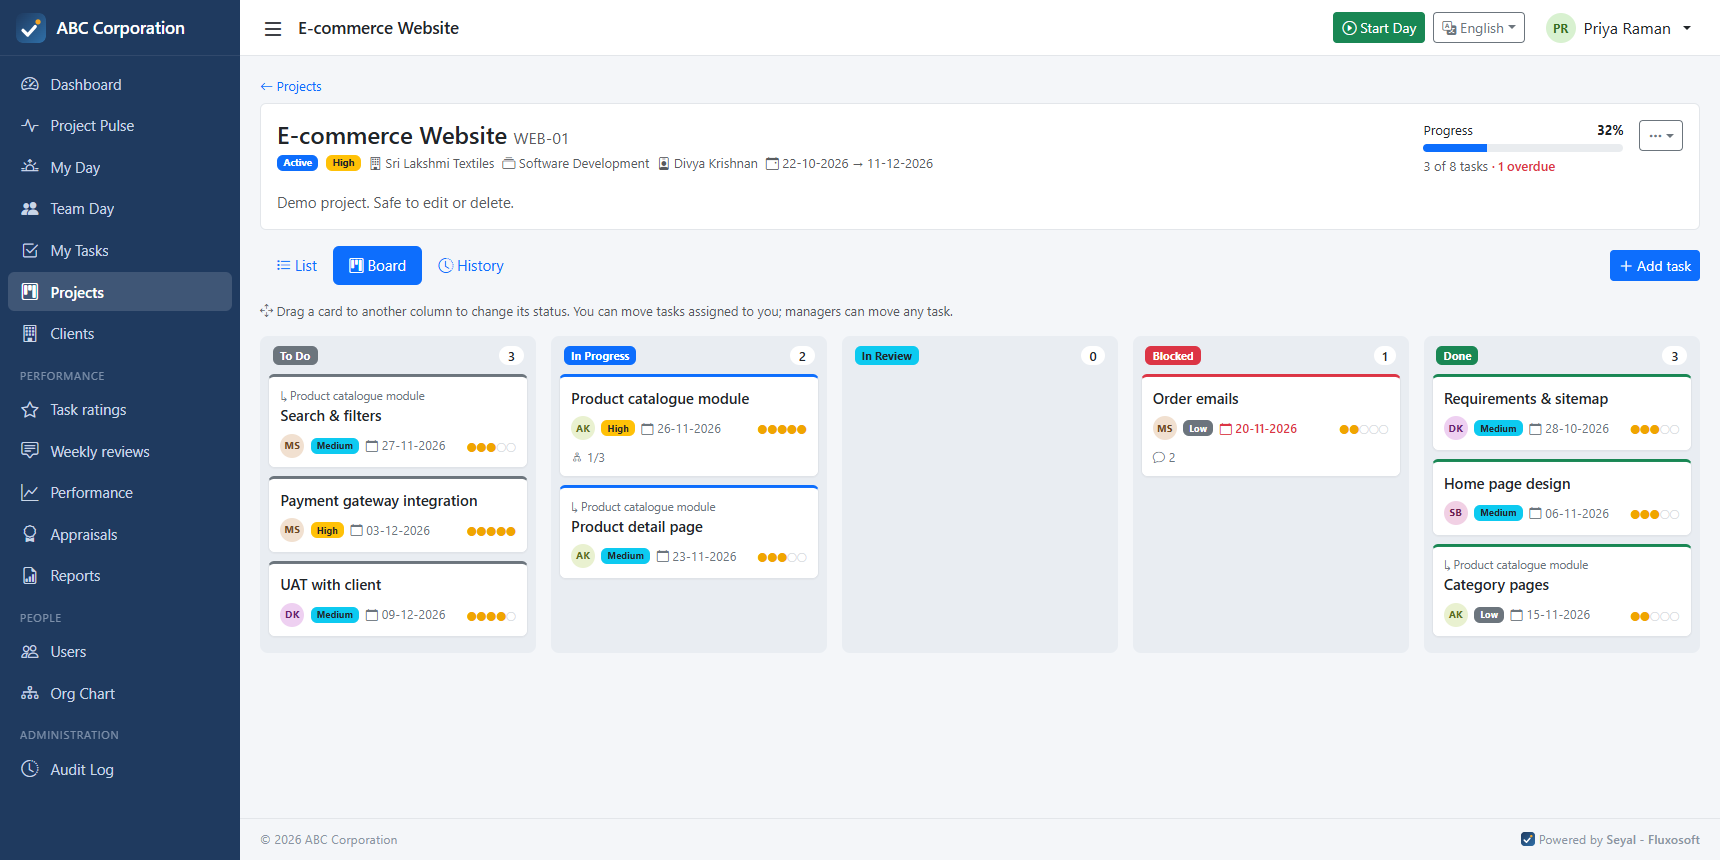 ABC Corporation
Dashboard
Project Pulse
My Day
Team Day
My Tasks
Projects
Clients
PERFORMANCE
Task ratings
Weekly reviews
Performance
Appraisals
Reports
PEOPLE
Users
Org Chart
ADMINISTRATION
Audit Log
E-commerce Website
Start Day
English
PR
Priya Raman
← Projects
E-commerce Website WEB-01
Active High Sri Lakshmi Textiles Software Development Divya Krishnan 22-10-2026 → 11-12-2026
Demo project. Safe to edit or delete.
Progress 32%
3 of 8 tasks · 1 overdue
List
Board
History
+ Add task
Drag a card to another column to change its status. You can move tasks assigned to you; managers can move any task.
To Do 3
Product catalogue module
Search & filters
MS Medium 27-11-2026
Payment gateway integration
MS High 03-12-2026
UAT with client
DK Medium 09-12-2026
In Progress 2
Product catalogue module
AK High 26-11-2026
1/3
Product catalogue module
Product detail page
AK Medium 23-11-2026
In Review 0
Blocked 1
Order emails
MS Low 20-11-2026
2
Done 3
Requirements & sitemap
DK Medium 28-10-2026
Home page design
SB Medium 06-11-2026
Product catalogue module
Category pages
AK Low 15-11-2026
© 2026 ABC Corporation
Powered by Seyal - Fluxosoft